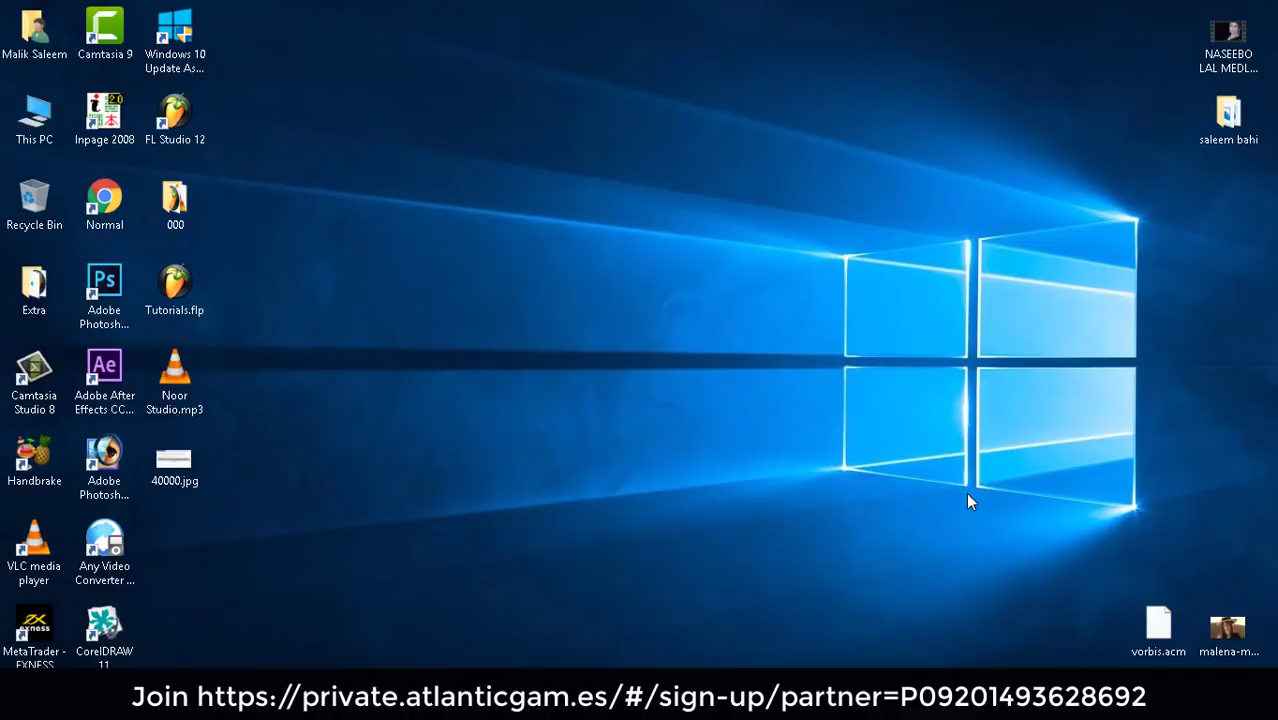 Malik Saleem
Camtasia 9
Windows 10
Update As...
This PC
Inpage 2008
FL Studio 12
Recycle Bin
Normal
000
Extra
Adobe
Photosh...
Tutorials.flp
Camtasia
Studio 8
Adobe After
Effects CC...
Noor
Studio.mp3
Handbrake
Adobe
Photosh...
40000.jpg
VLC media
player
Any Video
Converter ...
MetaTrader -
EXNESS
CorelDRAW
11
NASEEBO
LAL MEDL...
saleem bahi
vorbis.acm
malena-m...
Join https://private.atlanticgam.es/#/sign-up/partner=P09201493628692